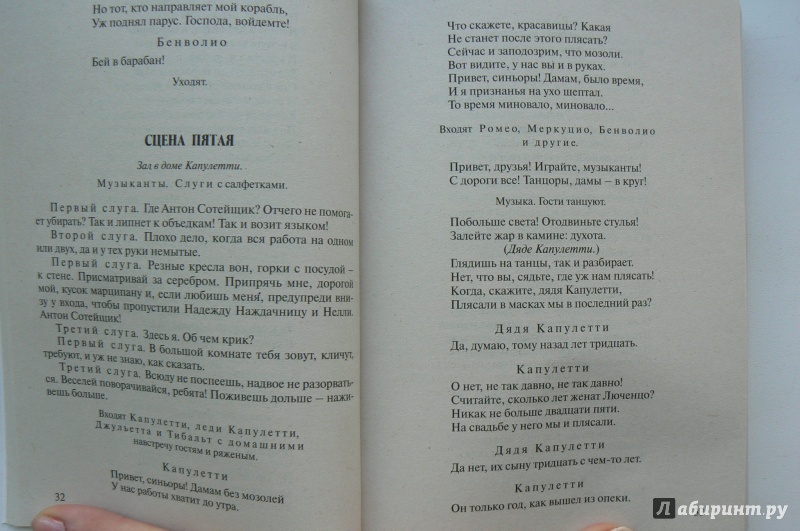 Но тот, кто направляет мой корабль,
Уж поднял парус. Господа, войдемте!
Бенволио
Бей в барабан!
Уходят.
СЦЕНА ПЯТАЯ
Зал в доме Капулетти.
Музыканты. Слуги с салфетками.
Первый слуга. Где Антон Сотейщик? Отчего не помога-
ет убирать? Так и липнет к объедкам! Так и возит языком!
Второй слуга. Плохо дело, когда вся работа на одном
или двух, да и у тех руки немытые.
Первый слуга. Резные кресла вон, горки с посудой –
к стене. Присматривай за серебром. Припрячь мне, дорогой
мой, кусок марципану и, если любишь меня, предупреди вни-
зу у входа, чтобы пропустили Надежду Наждачницу и Нелли.
Антон Сотейщик!
Третий слуга. Здесь я. Об чем крик?
Первый слуга. В большой комнате тебя зовут, кличут,
требуют, и уж не знаю, как сказать.
Третий слуга. Всюду не поспеешь, надвое не разорвать-
ся. Веселей поворачивайся, ребята! Поживешь дольше – нажи-
вешь больше.
Входят Капулетти, леди Капулетти,
Джульетта и Тибальт с домашними
навстречу гостям и ряженым.
Капулетти
Привет, синьоры! Дамам без мозолей
У нас работы хватит до утра.
32
Что скажете, красавицы? Какая
Не станет после этого плясать?
Сейчас и заподозрим, что мозоли.
Вот видите, у нас вы и в руках.
Привет, синьоры! Дамам, было время,
И я признанья на ухо шептал.
То время миновало, миновало...
Входят Ромео, Меркуцио, Бенволио
и другие.
Привет, друзья! Играйте, музыканты!
С дороги все! Танцоры, дамы – в круг!
Музыка. Гости танцуют.
Побольше света! Отодвиньте стулья!
Залейте жар в камине: духота.
(Дяде Капулетти.)
Глядишь на танцы, так и разбирает.
Нет, что вы, сядьте, где уж нам плясать!
Когда, скажите, дядя Капулетти,
Плясали в масках мы в последний раз?
Дядя Капулетти
Да, думаю, тому назад лет тридцать.
Капулетти
О нет, не так давно, не так давно!
Считайте, сколько лет женат Люченцо?
Никак не больше двадцати пяти.
На свадьбе у него мы и плясали.
Дядя Капулетти
Да нет, их сыну тридцать с чем-то лет.
Капулетти
Он только год, как вышел из опеки.
Лабиринт.ру